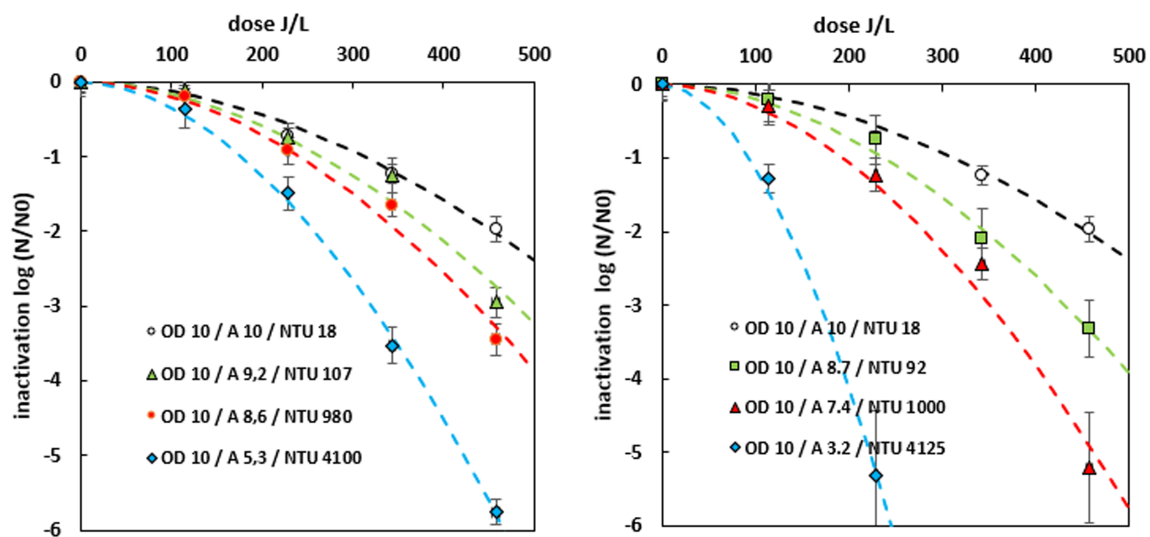 dose J/L
0 100 200 300 400 500
0
-1
-2
-3
-4
-5
-6
inactivation log (N/N0)
OD 10 / A 10 / NTU 18
OD 10 / A 9,2 / NTU 107
OD 10 / A 8,6 / NTU 980
OD 10 / A 5,3 / NTU 4100
dose J/L
0 100 200 300 400 500
0
-1
-2
-3
-4
-5
-6
inactivation log (N/N0)
OD 10 / A 10 / NTU 18
OD 10 / A 8.7 / NTU 92
OD 10 / A 7.4 / NTU 1000
OD 10 / A 3.2 / NTU 4125